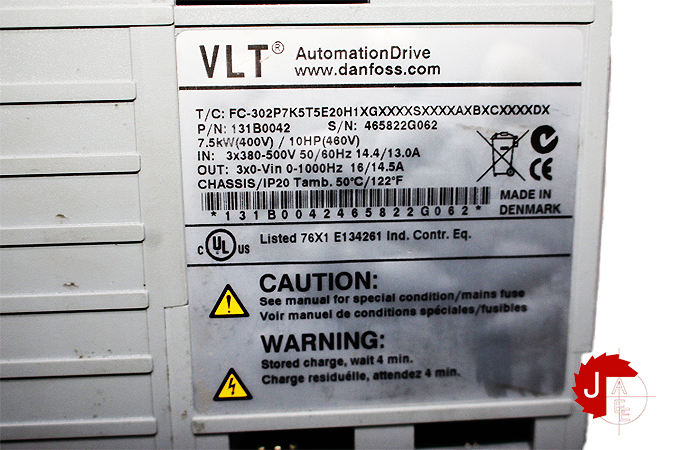 VLT® AutomationDrive
www.danfoss.com
T/C: FC-302P7K5T5E20H1XGXXXXSXXXXAXBXCXXXXDX
P/N: 131B0042 S/N: 465822G062
7.5kW(400V) / 10HP(460V)
IN: 3x380-500V 50/60Hz 14.4/13.0A
OUT: 3x0-Vin 0-1000Hz 16/14.5A
CHASSIS/IP20 Tamb. 50°C/122°F
*131B0042465822G062*
MADE IN
DENMARK
C UL US Listed 76X1 E134261 Ind. Contr. Eq.
CAUTION:
See manual for special condition/mains fuse
Voir manuel de conditions spéciales/fusibles
WARNING:
Stored charge, wait 4 min.
Charge residuélle, attendez 4 min.
J